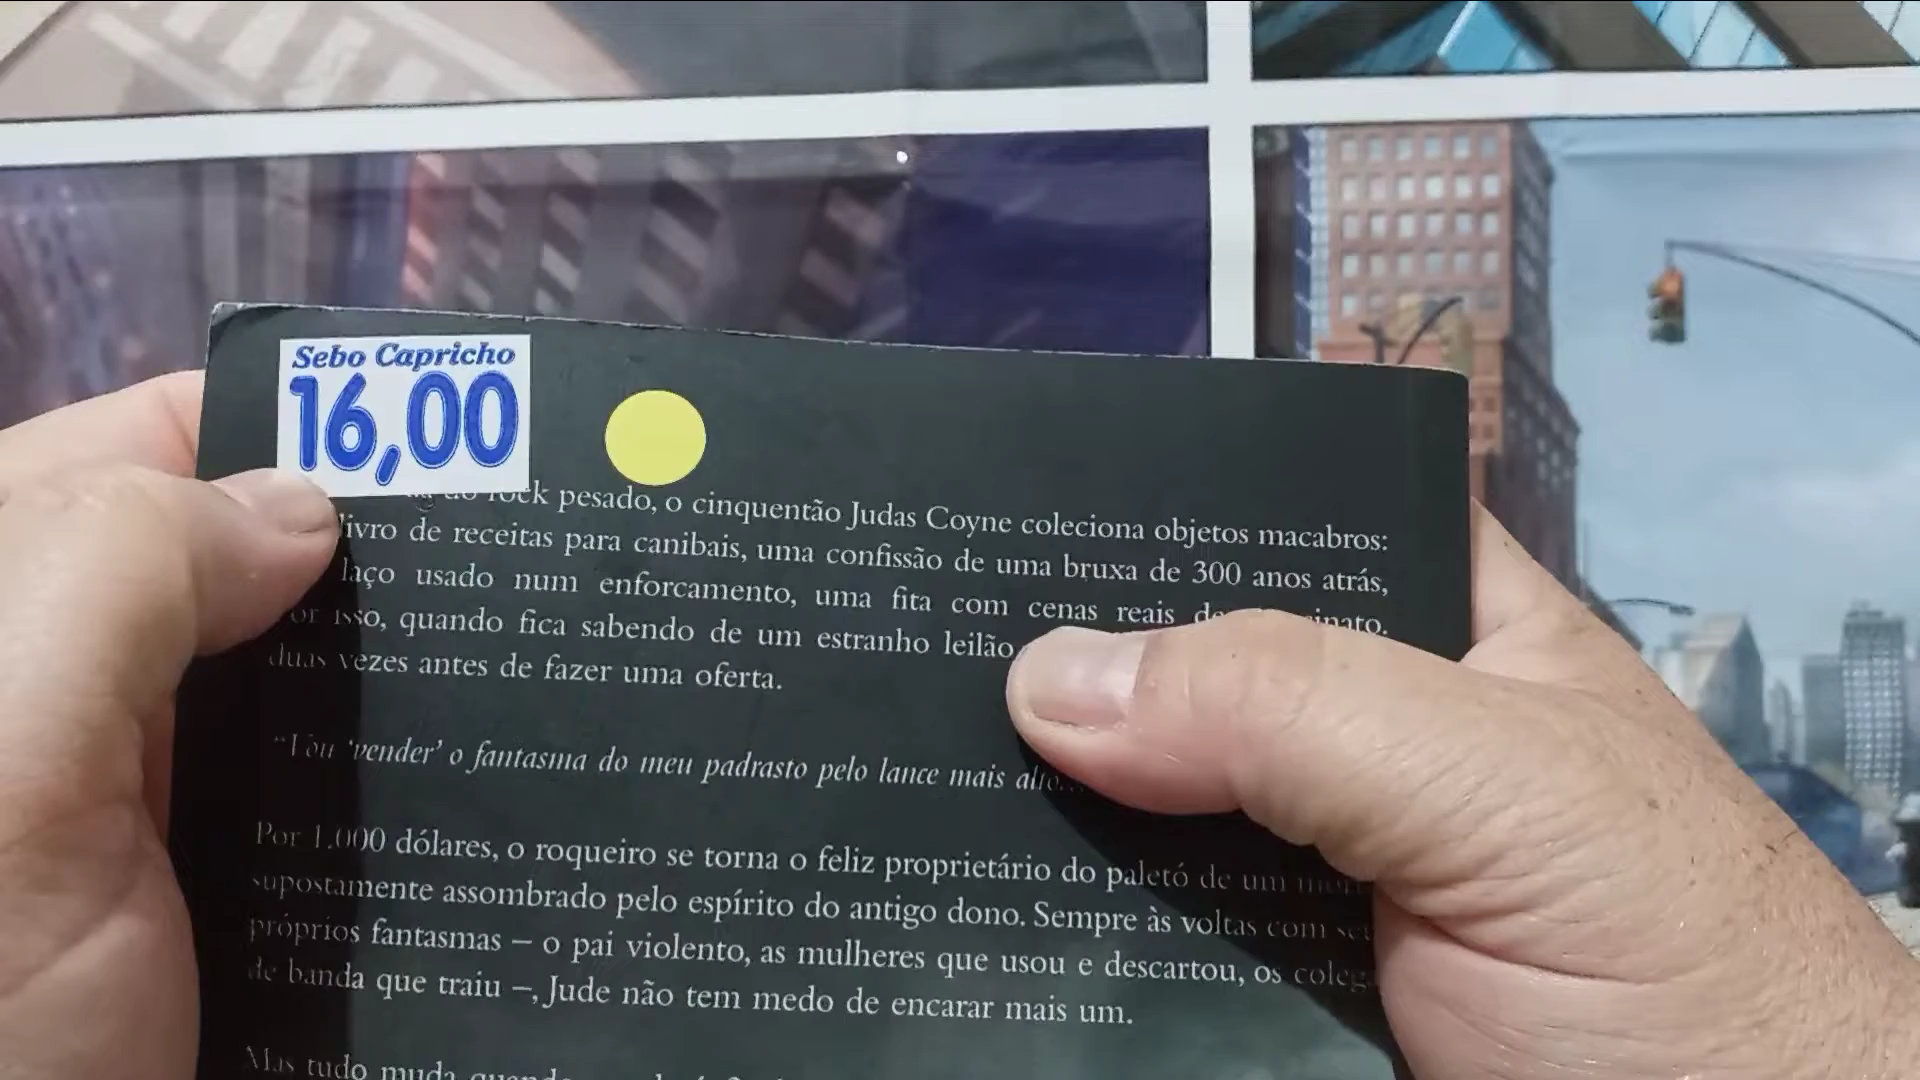 Sebo Capricho
16,00
rock pesado, o cinquentão Judas Coyne coleciona objetos macabros:
livro de receitas para canibais, uma confissão de uma bruxa de 300 anos atrás,
laço usado num enforcamento, uma fita com cenas reais
isso, quando fica sabendo de um estranho leilão
duas vezes antes de fazer uma oferta.
"Vou 'vender' o fantasma do meu padrasto pelo lance mais alto...
Por 1.000 dólares, o roqueiro se torna o feliz proprietário do paletó de um
supostamente assombrado pelo espírito do antigo dono. Sempre às voltas com
próprios fantasmas – o pai violento, as mulheres que usou e descartou, os
de banda que traiu –, Jude não tem medo de encarar mais um.
Mas tudo muda